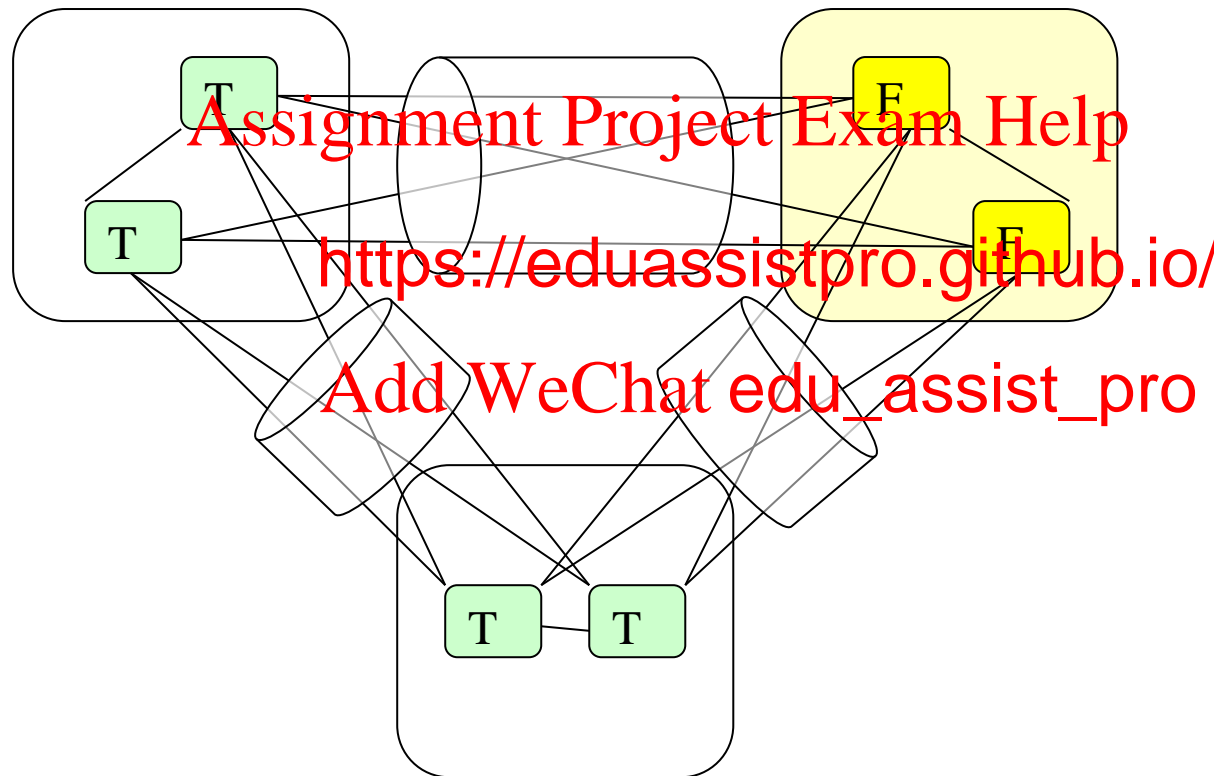 T F
Assignment Project Exam Help
T F
https://eduassistpro.github.io/
Add WeChat edu_assist_pro
T T